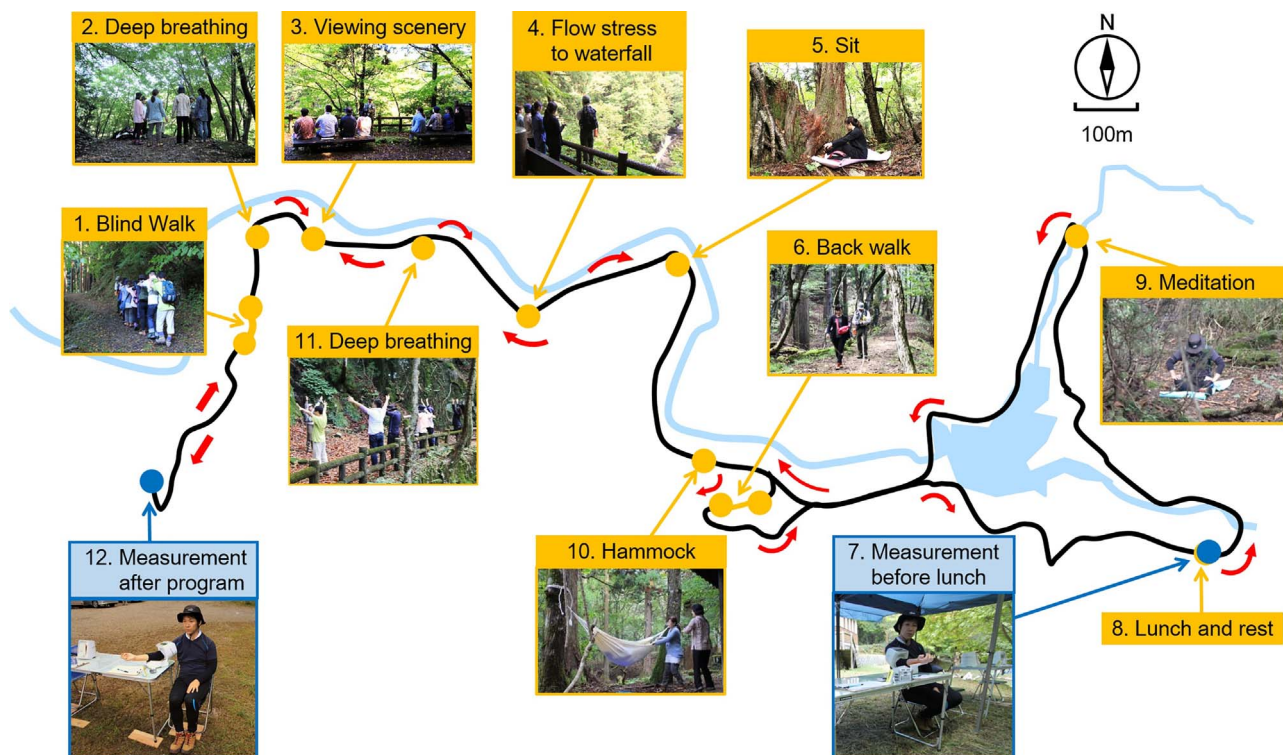 2. Deep breathing
3. Viewing scenery
4. Flow stress
to waterfall
5. Sit
N
100m
1. Blind Walk
6. Back walk
9. Meditation
11. Deep breathing
12. Measurement
after program
10. Hammock
7. Measurement
before lunch
8. Lunch and rest